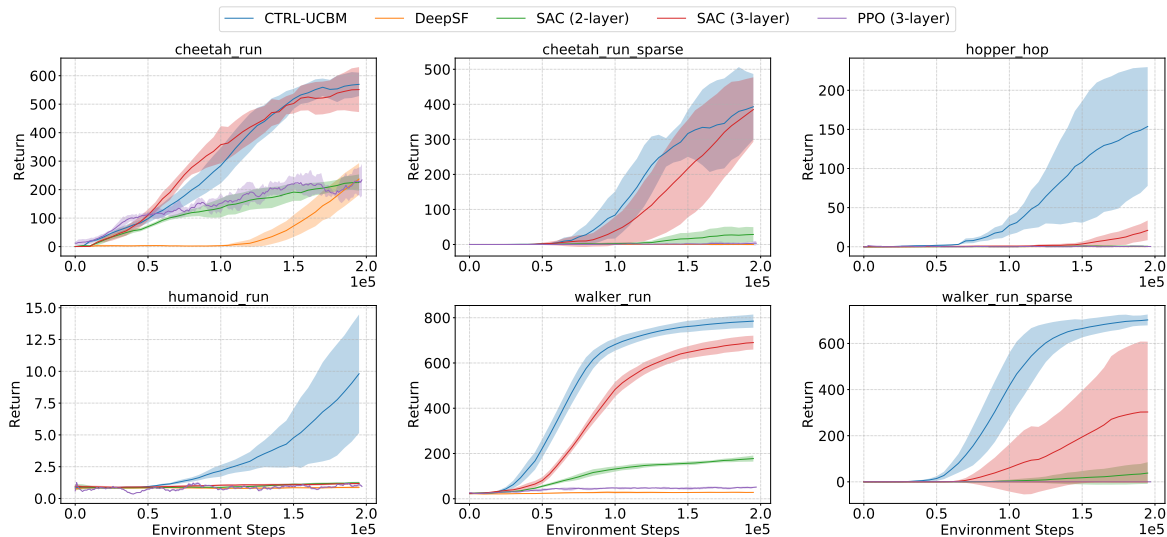 CTRL-UCBM DeepSF SAC (2-layer) SAC (3-layer) PPO (3-layer)
cheetah_run cheetah_run_sparse hopper_hop
Return
600
500
400
300
200
100
0
0.0 0.5 1.0 1.5 2.0
1e5
Return
500
400
300
200
100
0
0.0 0.5 1.0 1.5 2.0
1e5
Return
200
150
100
50
0
0.0 0.5 1.0 1.5 2.0
1e5
humanoid_run walker_run walker_run_sparse
Return
15.0
12.5
10.0
7.5
5.0
2.5
0.0
0.0 0.5 1.0 1.5 2.0
Environment Steps 1e5
Return
800
600
400
200
0
0.0 0.5 1.0 1.5 2.0
Environment Steps 1e5
Return
600
400
200
0
0.0 0.5 1.0 1.5 2.0
Environment Steps 1e5